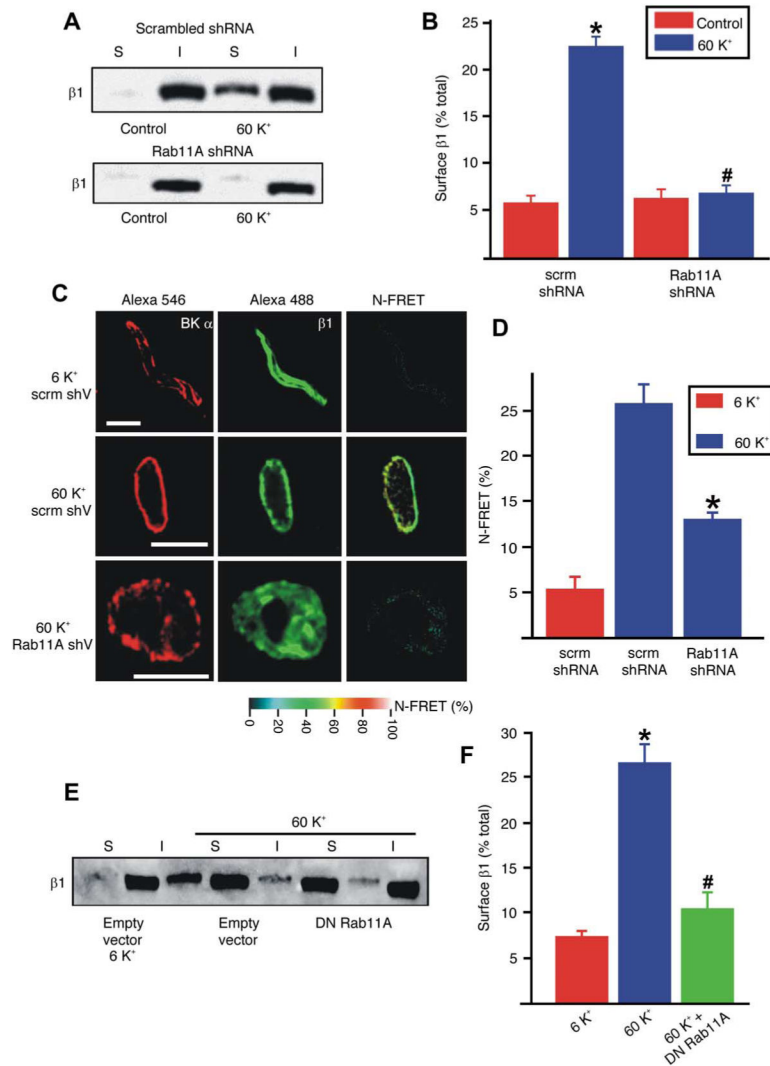 A
Scrambled shRNA
S I S I
β1
Control 60 K⁺
Rab11A shRNA
β1
Control 60 K⁺
B
Control
60 K⁺
Surface β1 (% total)
25
20
15
10
5
*
#
scrm shRNA
Rab11A shRNA
C
Alexa 546 Alexa 488 N-FRET
BK α
β1
6 K⁺
scrm shV
60 K⁺
scrm shV
60 K⁺
Rab11A shV
0 20 40 60 80 100
N-FRET (%)
D
6 K⁺
60 K⁺
N-FRET (%)
25
20
15
10
5
*
scrm shRNA
scrm shRNA
Rab11A shRNA
E
60 K⁺
S I S I S I
β1
Empty vector 6 K⁺
Empty vector
DN Rab11A
F
Surface β1 (% total)
30
25
20
15
10
5
*
#
6 K⁺
60 K⁺
60 K⁺ +
DN Rab11A